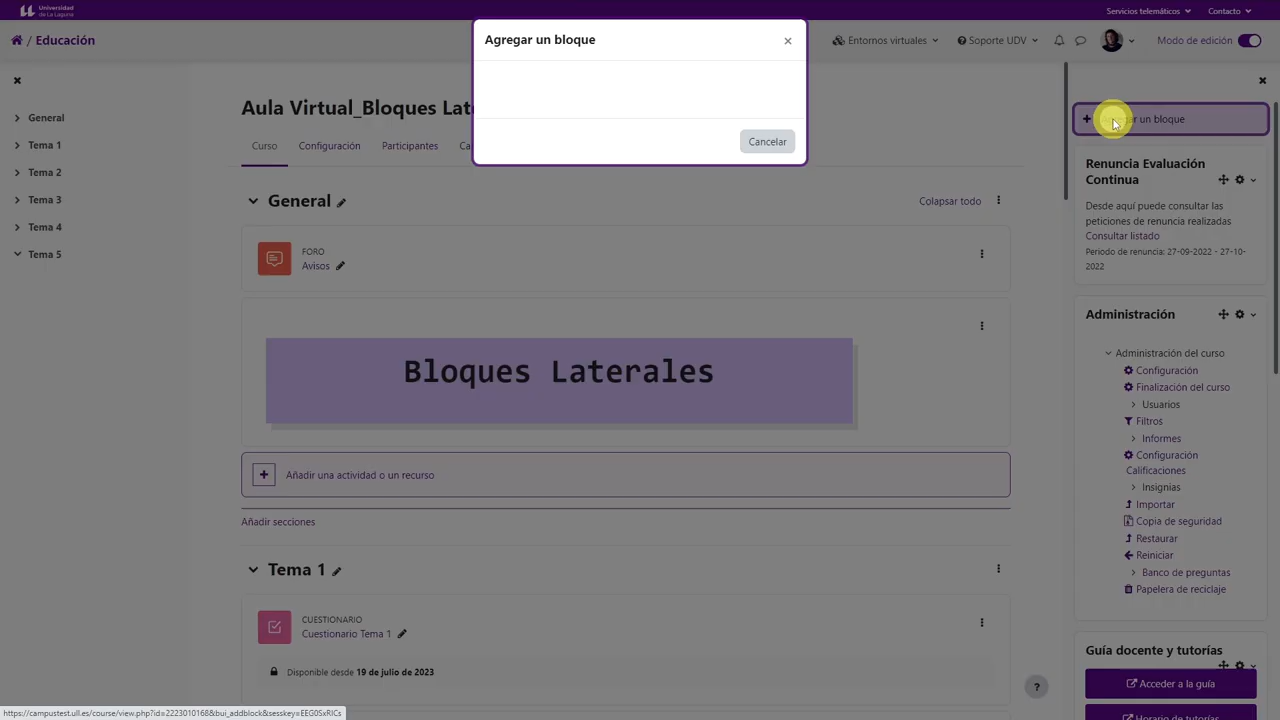 Universidad
de La Laguna
Servicios telemáticos
Contacto
/ Educación
Entornos virtuales
Soporte UDV
Modo de edición
Agregar un bloque
×
Cancelar
General
Tema 1
Tema 2
Tema 3
Tema 4
Tema 5
Aula Virtual_Bloques Lat
Curso
Configuración
Participantes
Ca
General
Colapsar todo
FORO
Avisos
Bloques Laterales
Añadir una actividad o un recurso
Añadir secciones
Tema 1
CUESTIONARIO
Cuestionario Tema 1
Disponible desde 19 de julio de 2023
un bloque
Renuncia Evaluación
Continua
Desde aquí puede consultar las
peticiones de renuncia realizadas
Consultar listado
Periodo de renuncia: 27-09-2022 - 27-10-
2022
Administración
Administración del curso
Configuración
Finalización del curso
Usuarios
Filtros
Informes
Configuración
Calificaciones
Insignias
Importar
Copia de seguridad
Restaurar
Reiniciar
Banco de preguntas
Papelera de reciclaje
Guía docente y tutorías
Acceder a la guía
Horario de tutorías
?
https://campustest.ull.es/course/view.php?id=2223010168&bui_addblock&sesskey=EEG0SxRICs